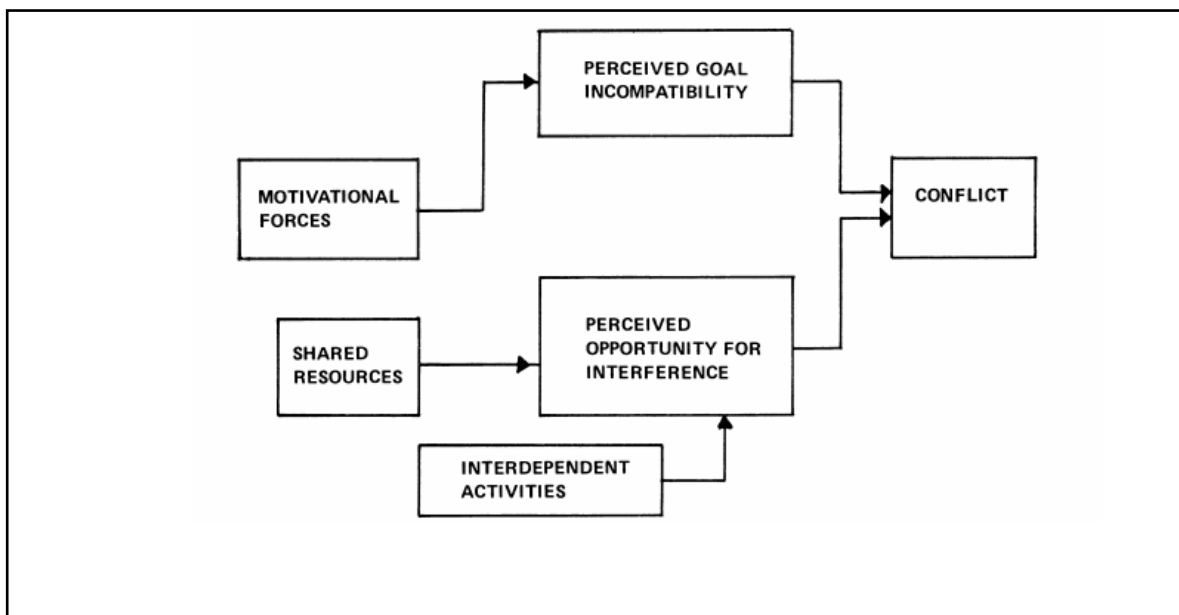 PERCEIVED GOAL
INCOMPATIBILITY
MOTIVATIONAL
FORCES
CONFLICT
PERCEIVED
OPPORTUNITY FOR
INTERFERENCE
SHARED
RESOURCES
INTERDEPENDENT
ACTIVITIES